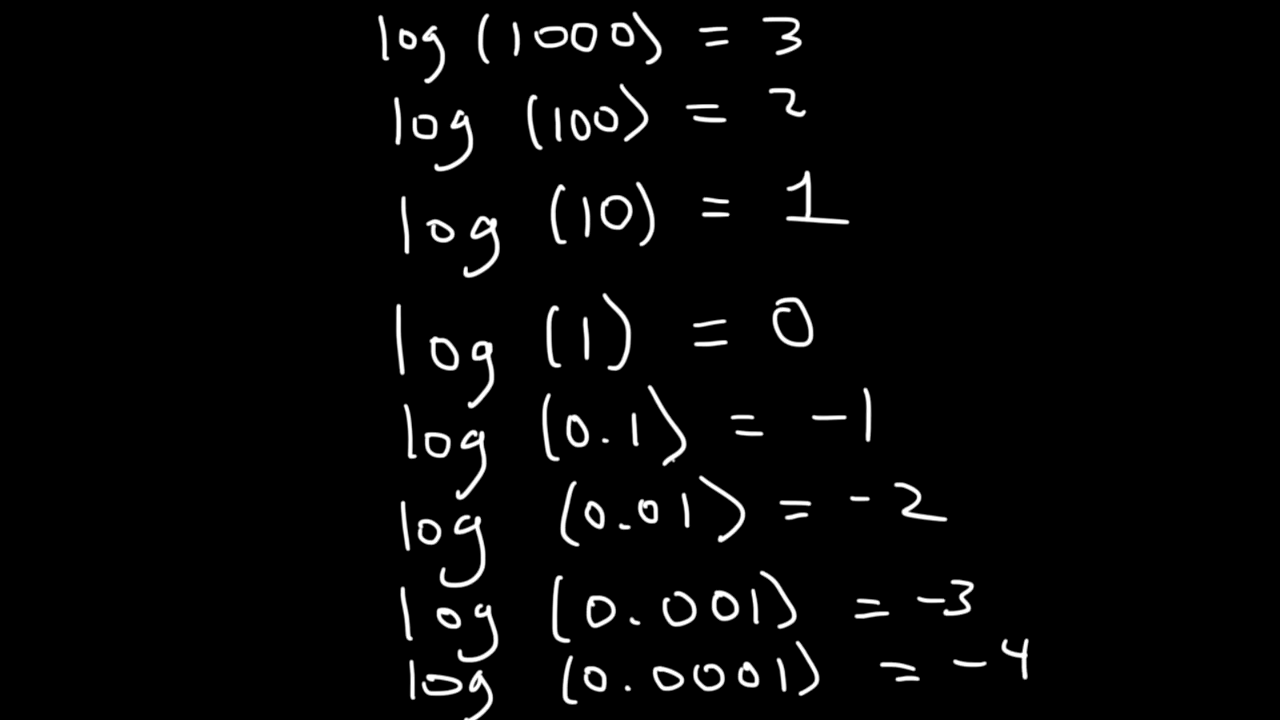 log (1000) = 3
log (100) = 2
log (10) = 1
log (1) = 0
log (0.1) = -1
log (0.01) = -2
log (0.001) = -3
log (0.0001) = -4